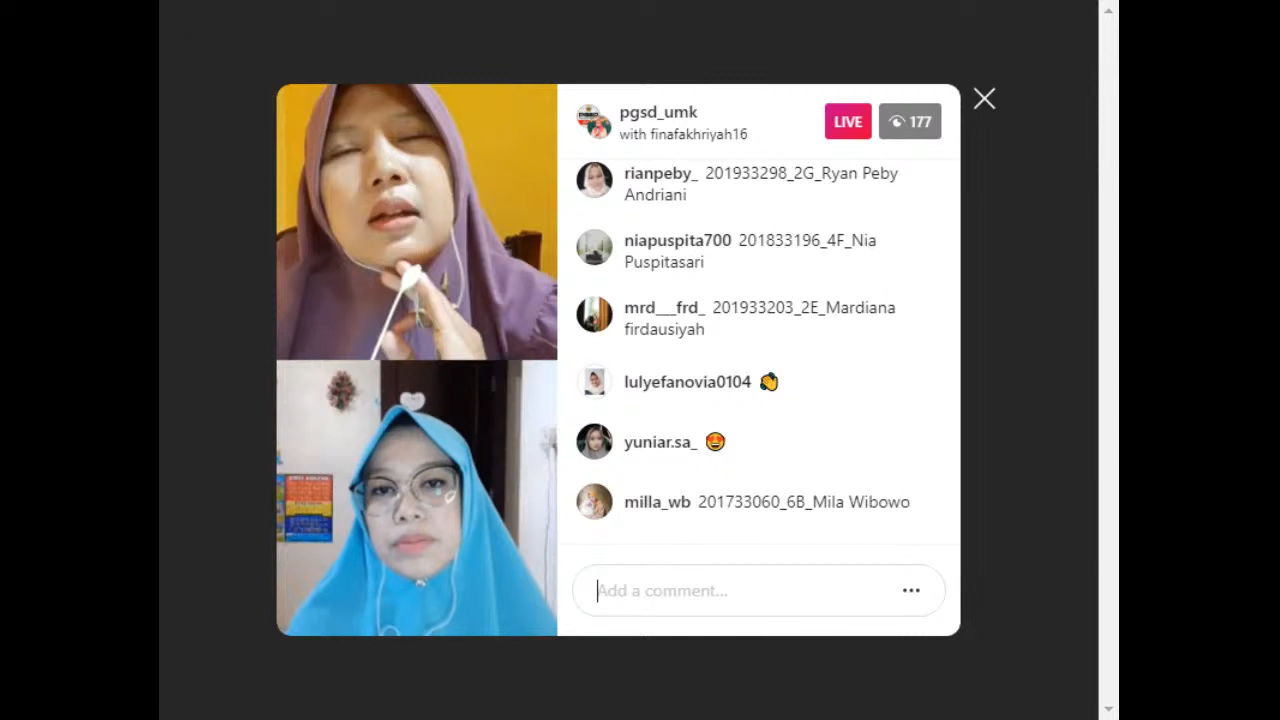 pgsd_umk
with finafakhriyah16
LIVE
177
rianpeby_ 201933298_2G_Ryan Peby
Andriani
niapuspita700 201833196_4F_Nia
Puspitasari
mrd___frd_ 201933203_2E_Mardiana
firdausiyah
lulyefanovia0104
yuniar.sa_
milla_wb 201733060_6B_Mila Wibowo
Add a comment...